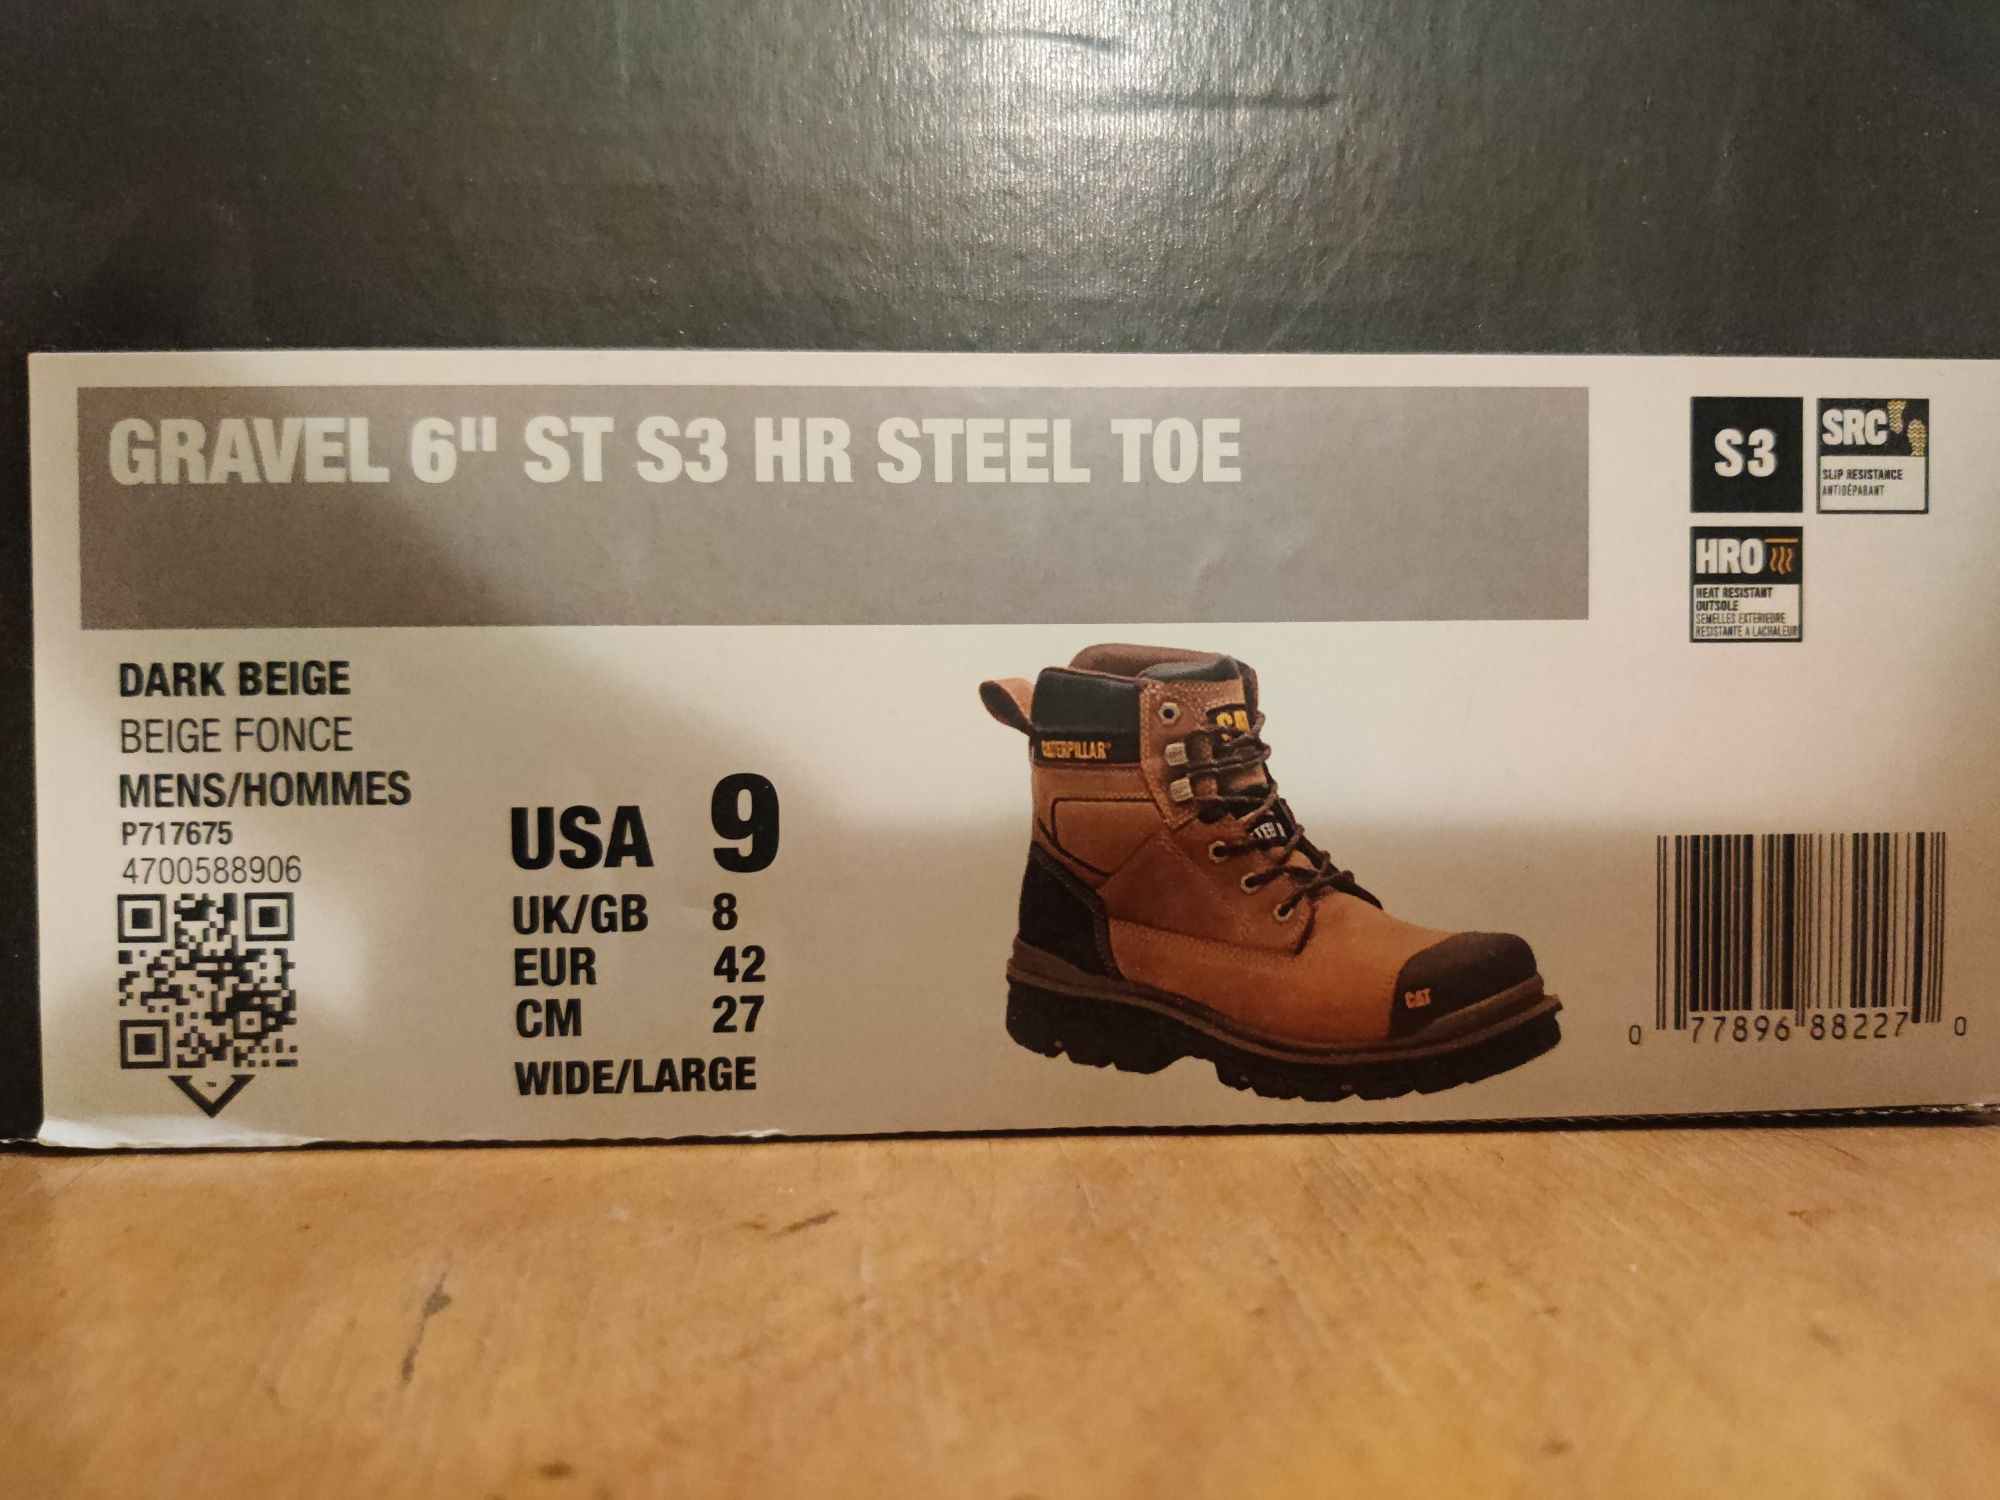 GRAVEL 6" ST S3 HR STEEL TOE
S3
SRC
SLIP RESISTANCE
ANTIDÉPARANT
HRO
HEAT RESISTANT
OUTSOLE
SEMELLES EXTERIEURE
RESISTANTE A LACHALEUR
DARK BEIGE
BEIGE FONCE
MENS/HOMMES
P717675
4700588906
USA 9
UK/GB 8
EUR 42
CM 27
WIDE/LARGE
CATERPILLAR
CAT
0 77896 88227 0